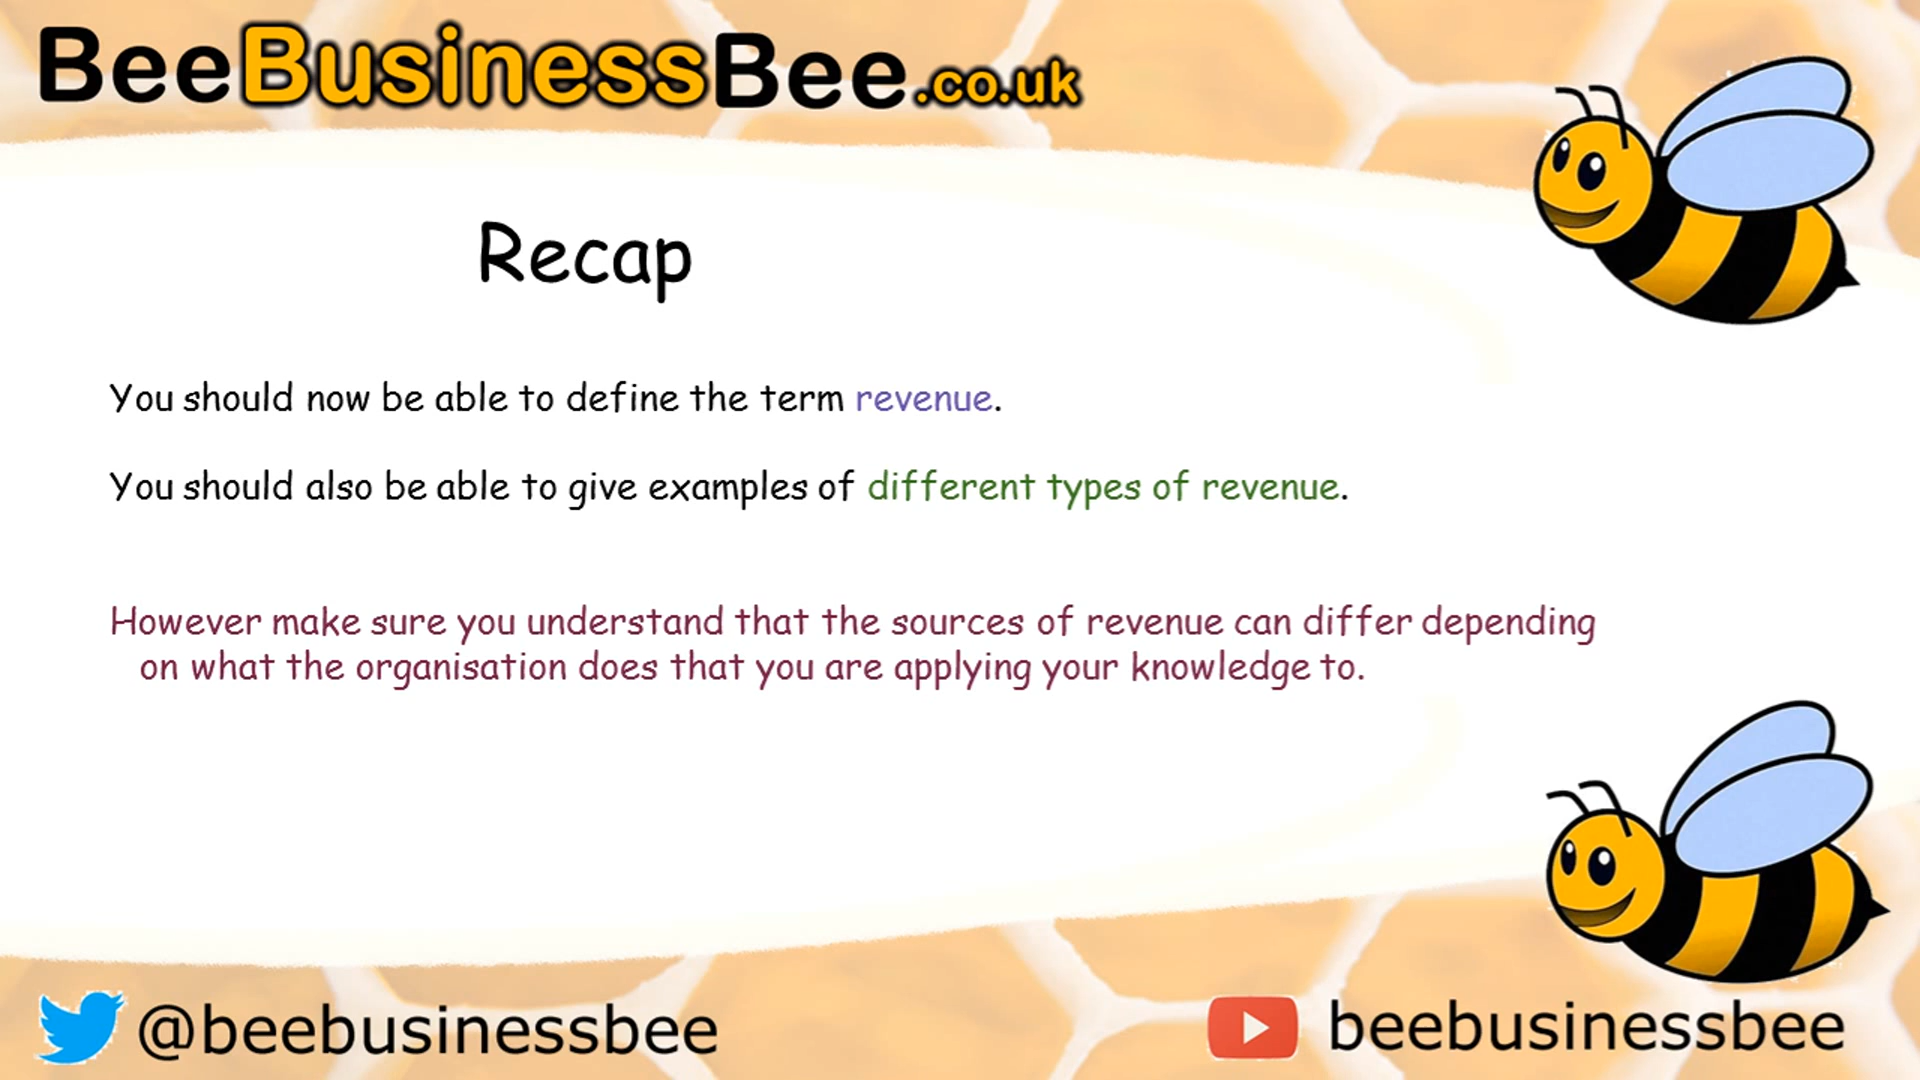 BeeBusinessBee.co.uk
Recap
You should now be able to define the term revenue.
You should also be able to give examples of different types of revenue.
However make sure you understand that the sources of revenue can differ depending
on what the organisation does that you are applying your knowledge to.
@beebusinessbee
beebusinessbee